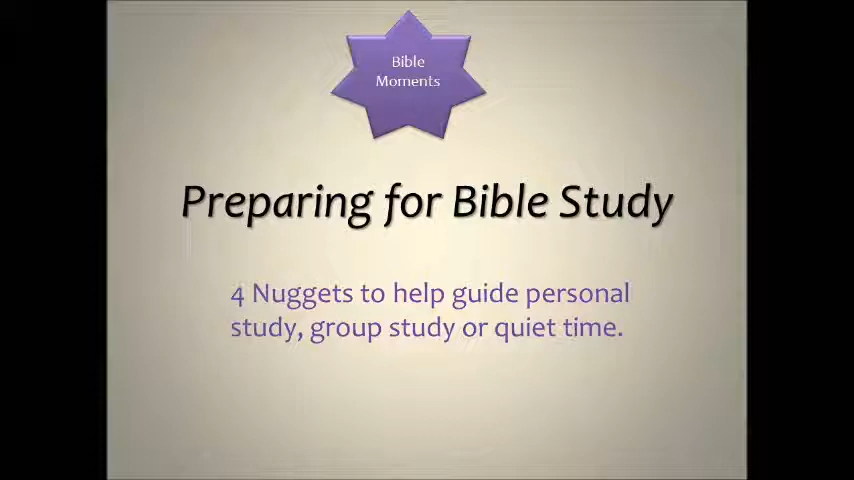 Bible
Moments
Preparing for Bible Study
4 Nuggets to help guide personal
study, group study or quiet time.